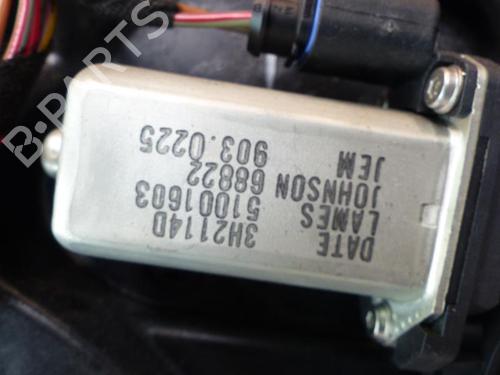 DATE 3H2114D
LAMES 51001603
JOHNSON 68822
JEM 903.0225
B-PARTS